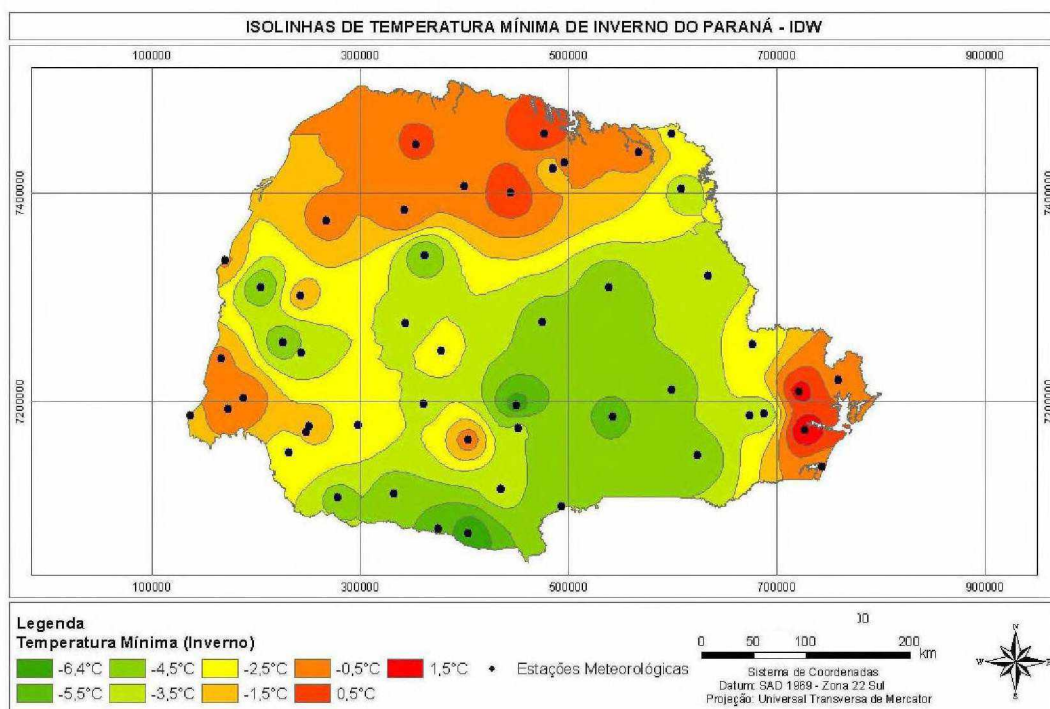 ISOLINHAS DE TEMPERATURA MÍNIMA DE INVERNO DO PARANÁ - IDW
100000 300000 500000 700000 900000
7400000 7400000
7200000 7200000
100000 300000 500000 700000 900000
Legenda
Temperatura Mínima (Inverno)
-6,4°C -4,5°C -2,5°C -0,5°C 1,5°C Estações Meteorológicas
-5,5°C -3,5°C -1,5°C 0,5°C
0 50 100 200
km
Sistema de Coordenadas
Datum: SAD 1969 - Zona 22 Sul
Projeção: Universal Transversa de Mercator
N
L
S